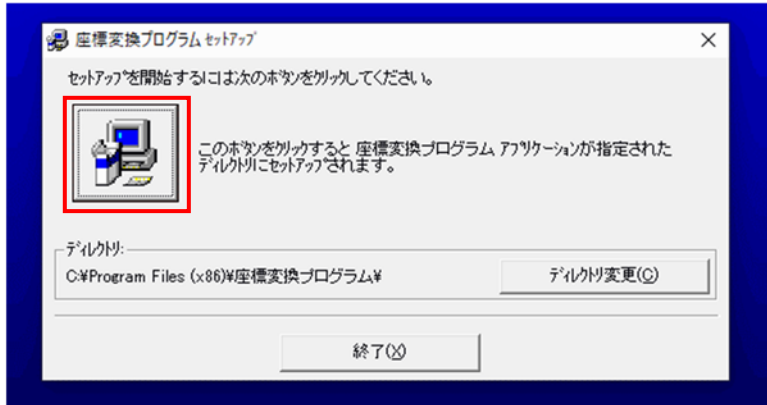 座標変換プログラム セットアップ
セットアップを開始するには次のボタンをクリックしてください。
このボタンをクリックすると 座標変換プログラム アプリケーションが指定された
ディレクトリにセットアップされます。
ディレクトリ:
C:¥Program Files (x86)¥座標変換プログラム¥
ディレクトリ変更(C)
終了(X)